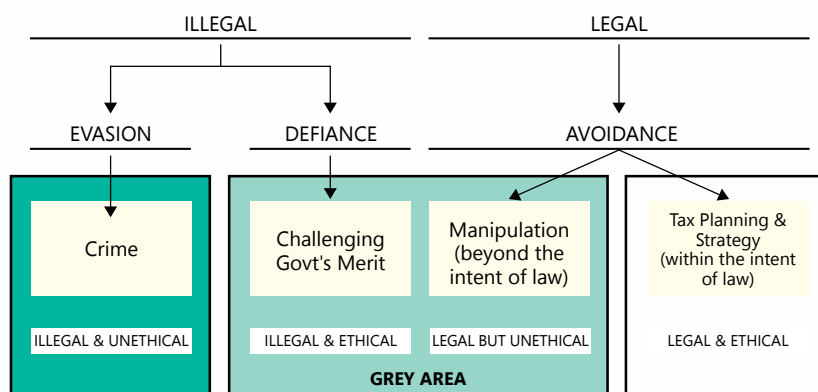 ILLEGAL
LEGAL
EVASION
DEFIANCE
AVOIDANCE
Crime
Challenging
Govt's Merit
Manipulation
(beyond the
intent of law)
Tax Planning &
Strategy
(within the intent
of law)
ILLEGAL & UNETHICAL
ILLEGAL & ETHICAL
LEGAL BUT UNETHICAL
LEGAL & ETHICAL
GREY AREA